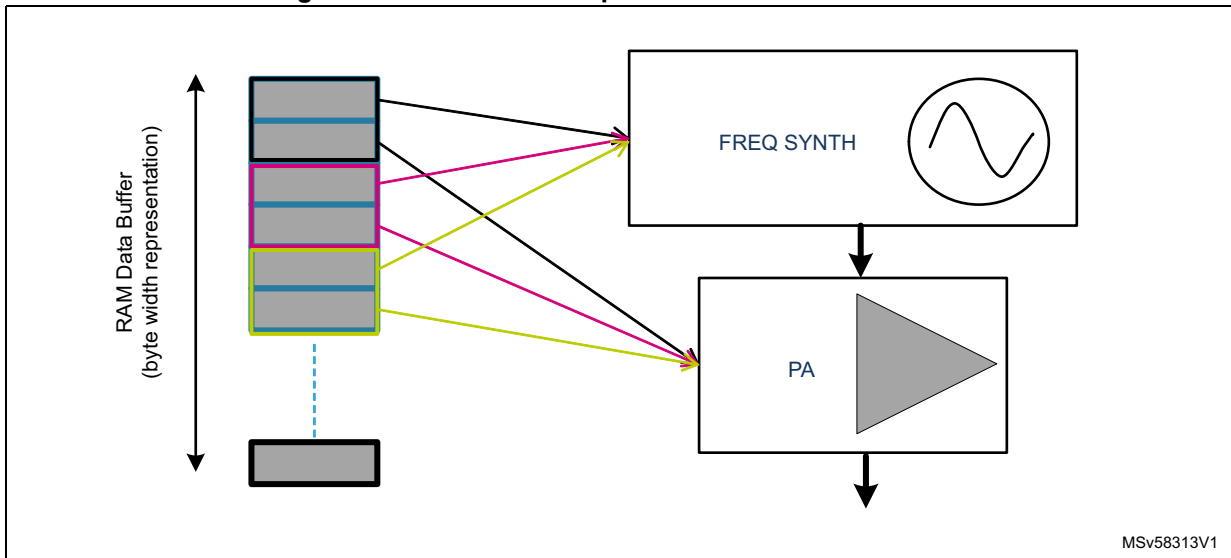 RAM Data Buffer
(byte width representation)
FREQ SYNTH
PA
MSv58313V1